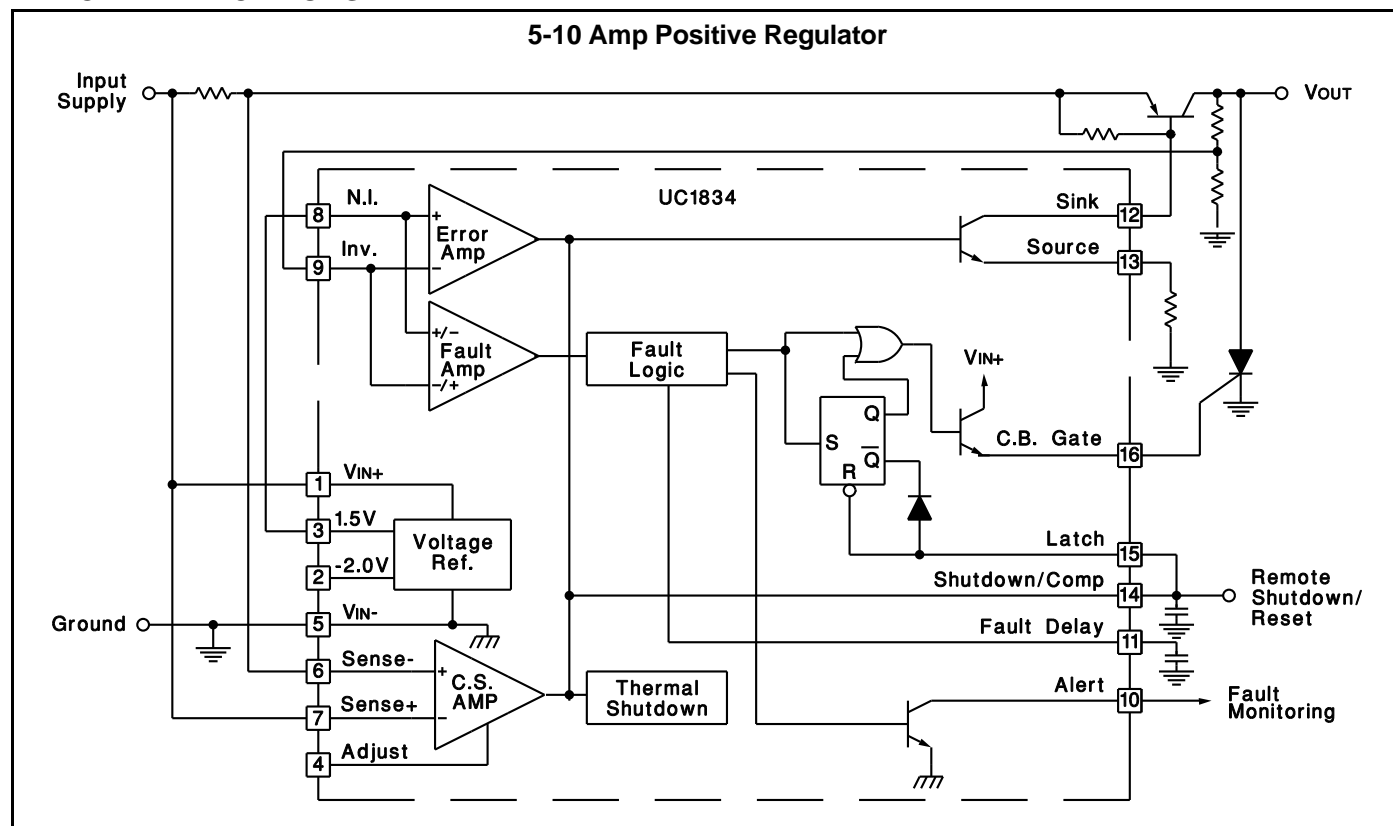 5-10 Amp Positive Regulator
Input
Supply
VOUT
UC1834
N.I.
8
+
Error
Amp
Inv.
9
−
Sink
12
Source
13
+/−
Fault
Amp
−/+
Fault
Logic
VIN+
Q
S
Q
R
C.B. Gate
16
1
VIN+
3
1.5V
Voltage
Ref.
2
-2.0V
Latch
15
Shutdown/Comp
14
Remote
Shutdown/
Reset
Ground
5
VIN-
Fault Delay
11
6
Sense-
+
C.S.
AMP
7
Sense+
−
Thermal
Shutdown
Alert
10
Fault
Monitoring
4
Adjust